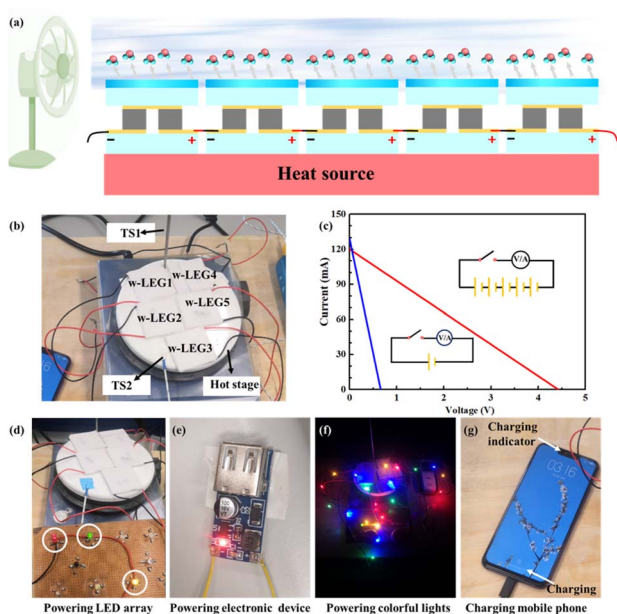 (a)
− + − + − + − + − +
Heat source
(b)
TS1
w-LEG4
w-LEG1
w-LEG5
w-LEG2
w-LEG3
TS2
Hot stage
(c)
150
120
90
60
30
0
Current (mA)
0 1 2 3 4 5
Voltage (V)
V/A
V/A
(d)
(e)
(f)
(g)
Charging
indicator
03:16
Charging
Powering LED array
Powering electronic device
Powering colorful lights
Charging mobile phone